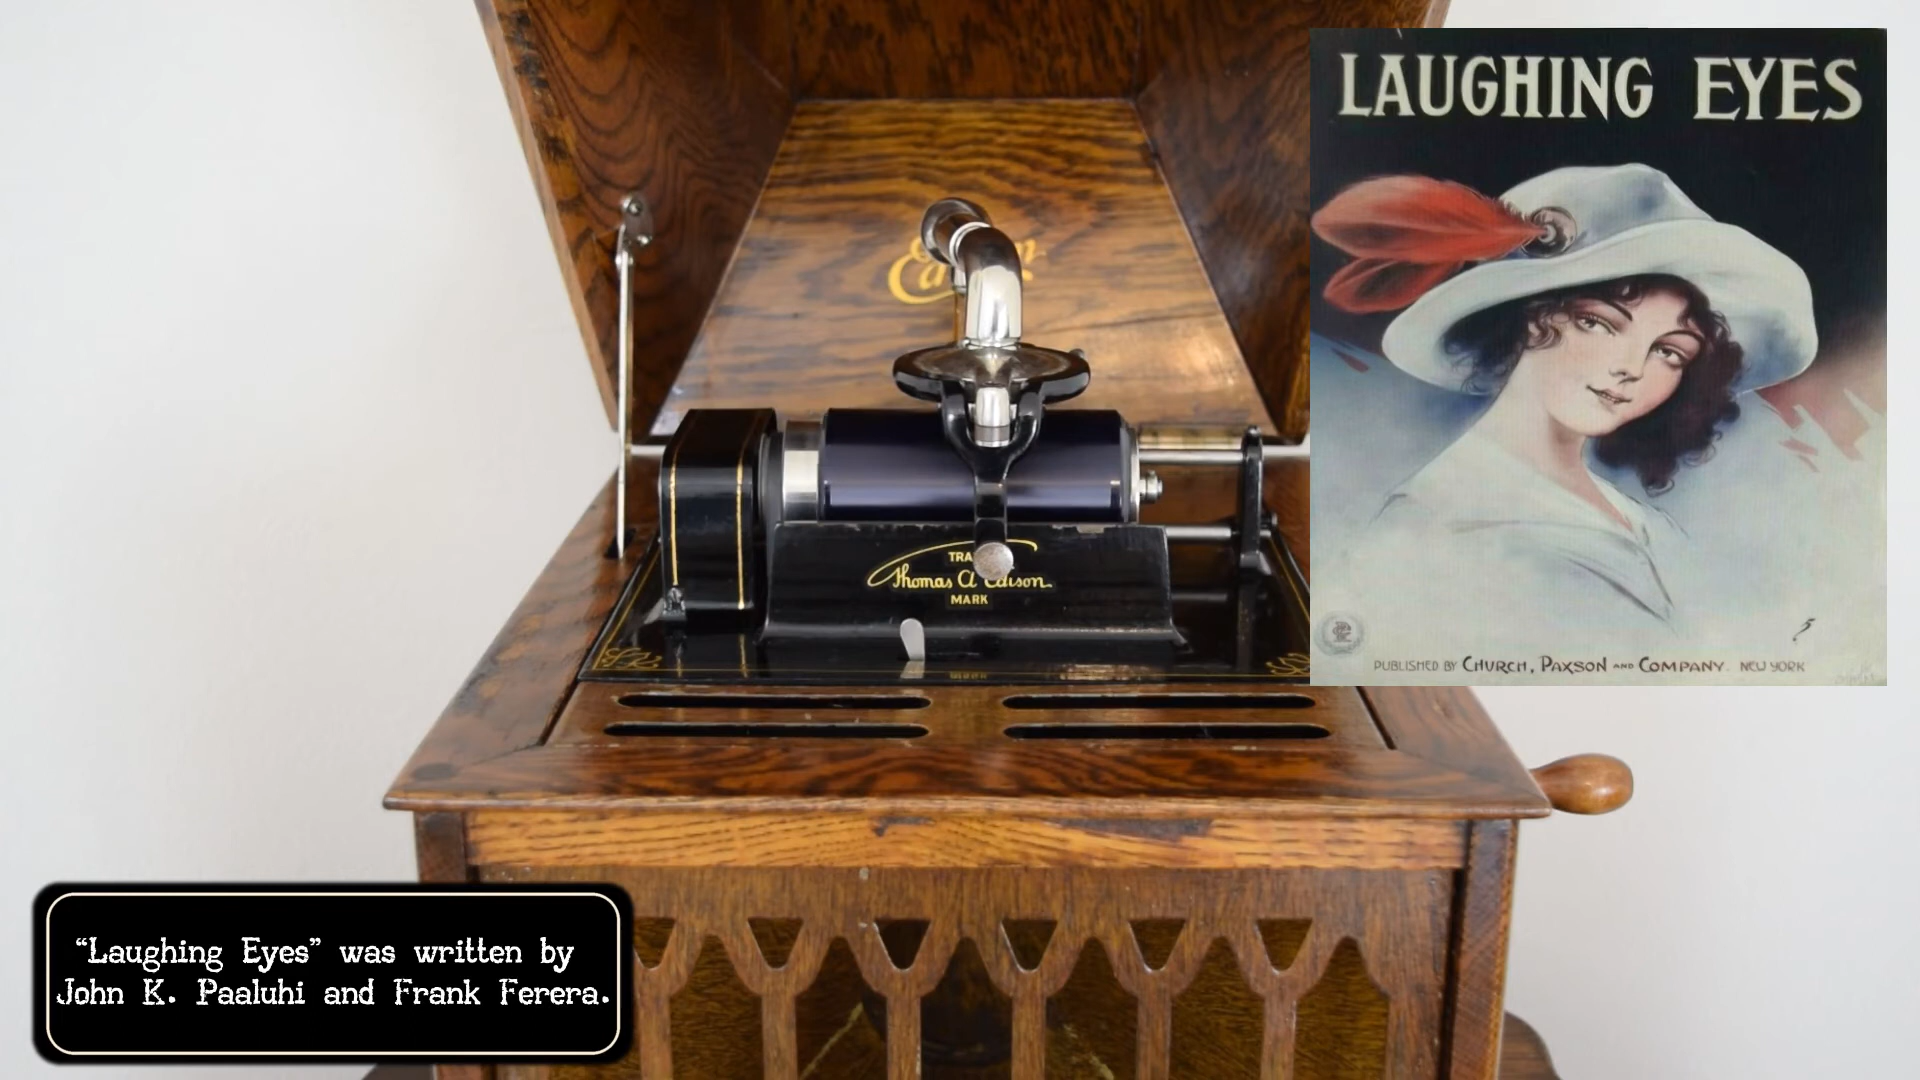 LAUGHING EYES
Thomas A Edison
MARK
PUBLISHED BY CHURCH, PAXSON AND COMPANY. NEW YORK
“Laughing Eyes” was written by
John K. Paaluhi and Frank Ferera.